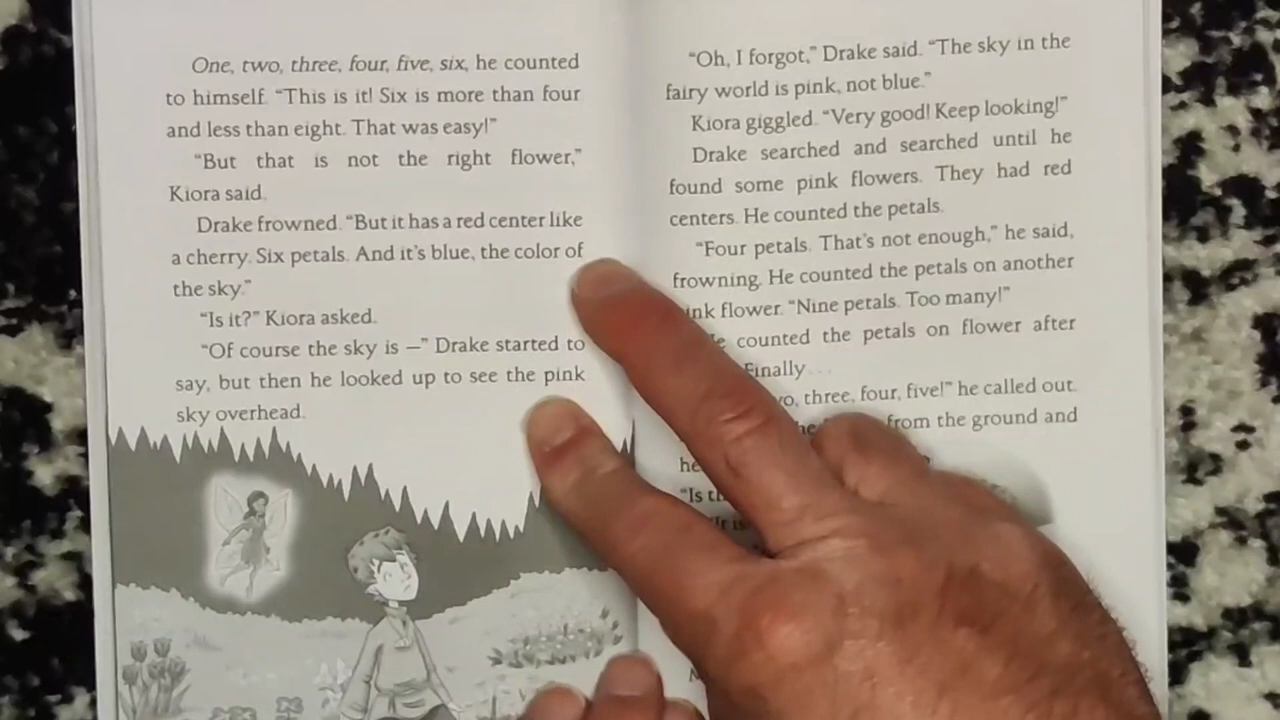 One, two, three, four, five, six, he counted
to himself. “This is it! Six is more than four
and less than eight. That was easy!”
“But that is not the right flower,”
Kiora said.
Drake frowned. “But it has a red center like
a cherry. Six petals. And it’s blue, the color of
the sky.”
“Is it?” Kiora asked.
“Of course the sky is —” Drake started to
say, but then he looked up to see the pink
sky overhead.
“Oh, I forgot,” Drake said. “The sky in the
fairy world is pink, not blue.”
Kiora giggled. “Very good! Keep looking!”
Drake searched and searched until he
found some pink flowers. They had red
centers. He counted the petals.
“Four petals. That’s not enough,” he said,
frowning. He counted the petals on another
flower. “Nine petals. Too many!”
counted the petals on flower after
Finally . . .
three, four, five!” he called out.
from the ground and
“Is